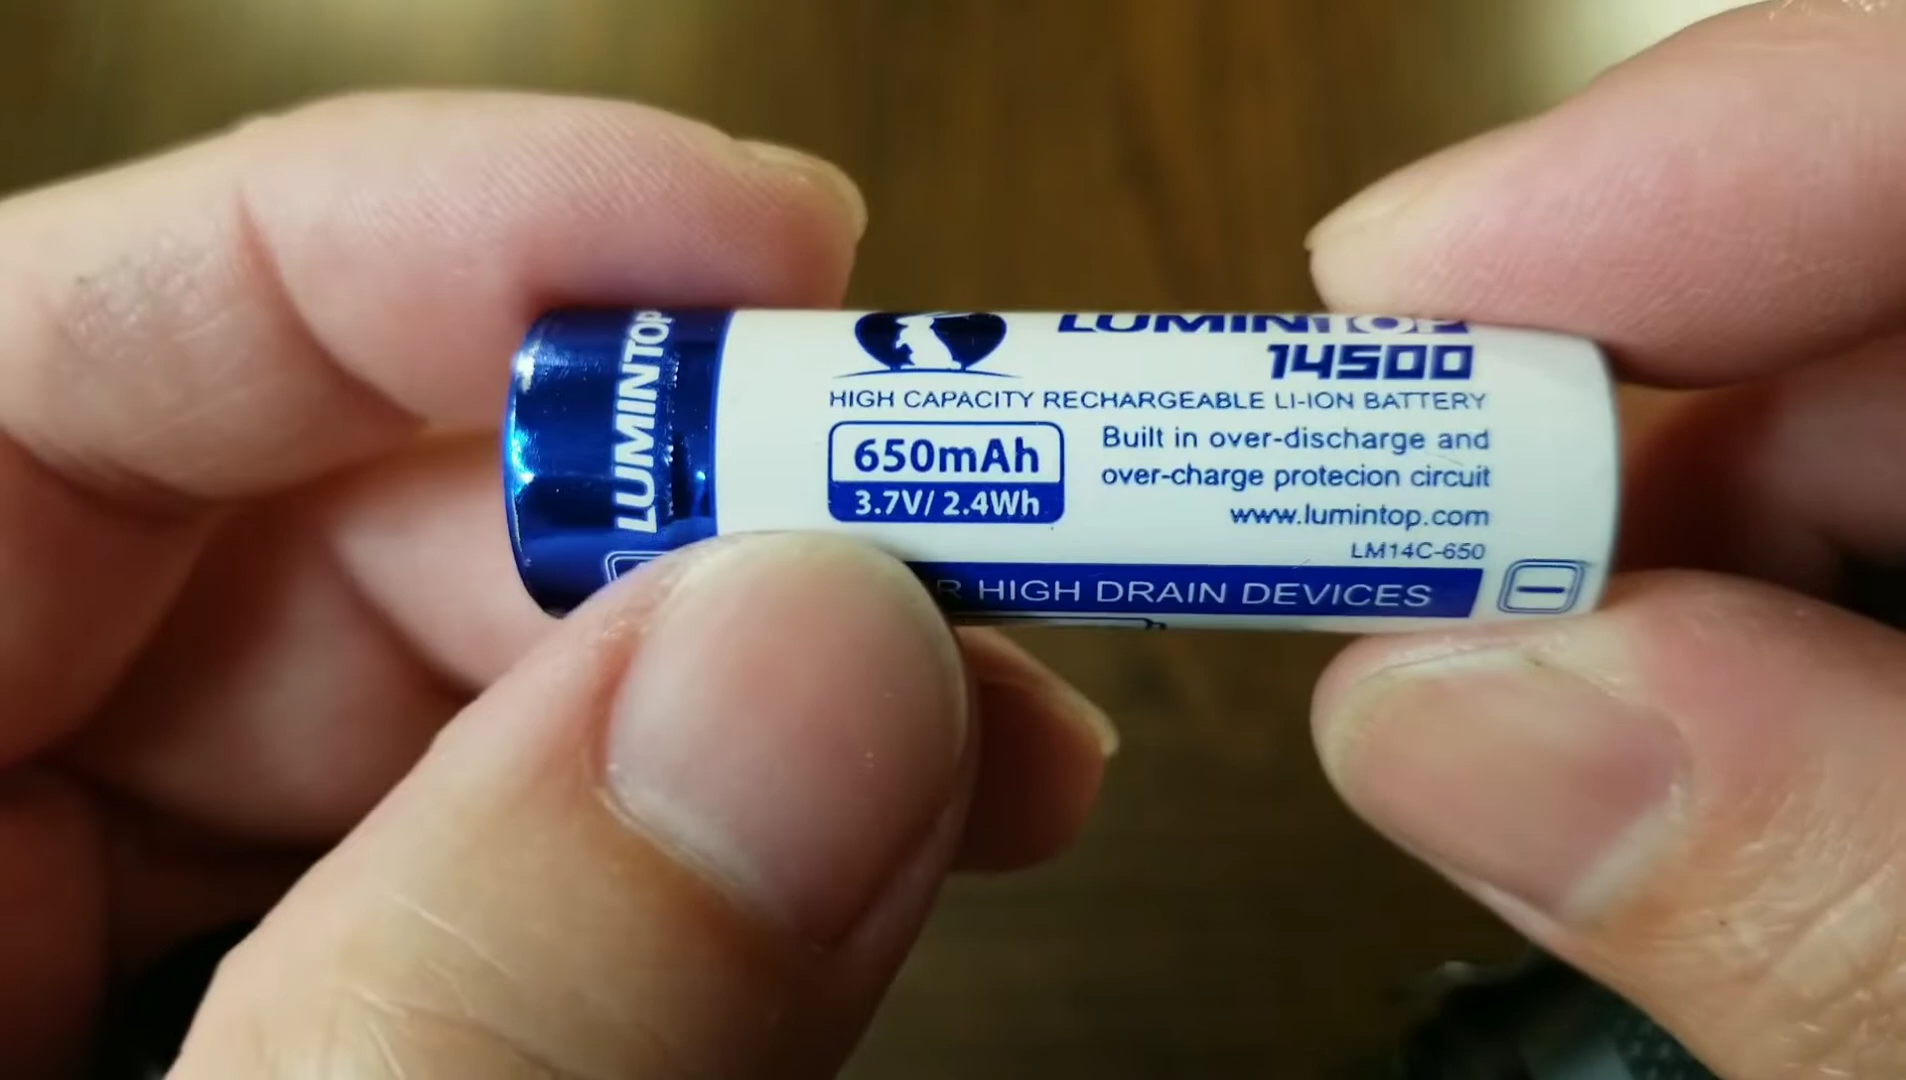 LUMINTOP
LUMINTOP
14500
HIGH CAPACITY RECHARGEABLE LI-ION BATTERY
650mAh
3.7V/ 2.4Wh
Built in over-discharge and
over-charge protecion circuit
www.lumintop.com
LM14C-650
HIGH DRAIN DEVICES